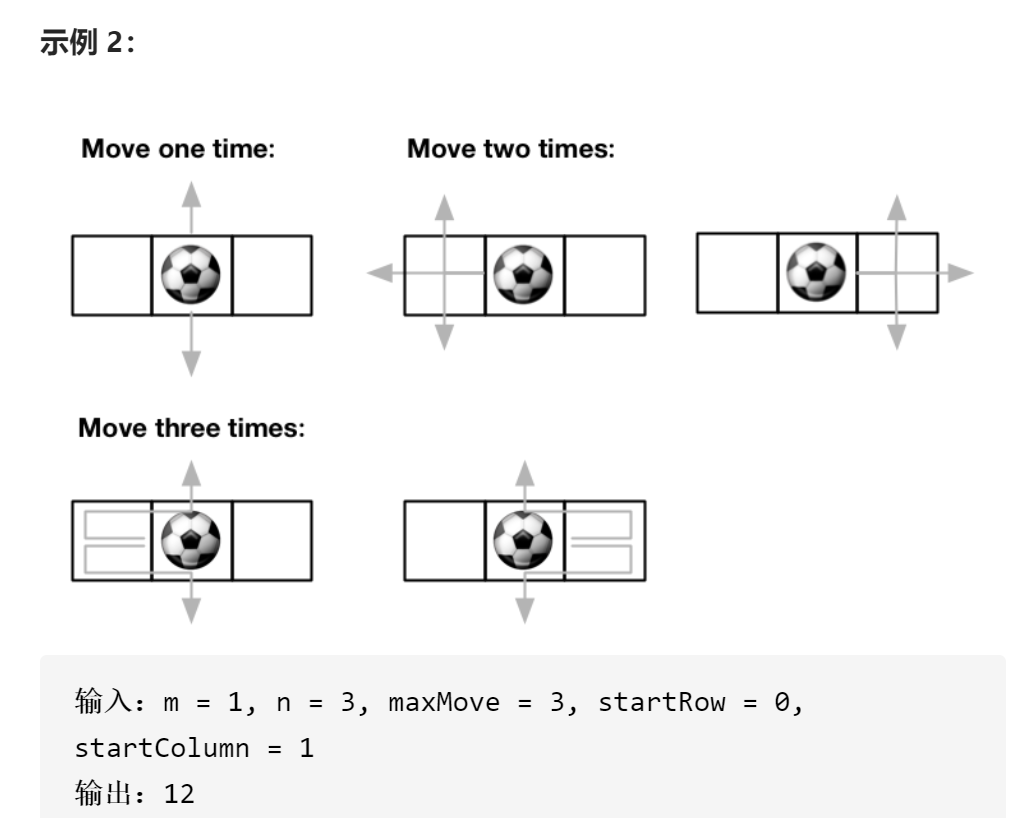 示例 2：
Move one time:
Move two times:
Move three times:
输入：m = 1, n = 3, maxMove = 3, startRow = 0,
startColumn = 1
输出：12